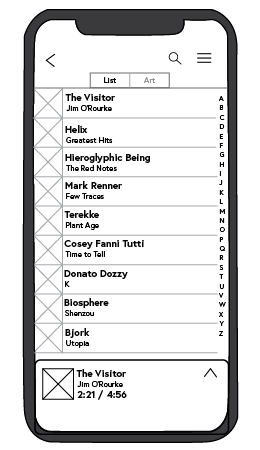 List
Art
The Visitor
Jim O'Rourke
Helix
Greatest Hits
Hieroglyphic Being
The Red Notes
Mark Renner
Few Traces
Terekke
Plant Age
Cosey Fanni Tutti
Time to Tell
Donato Dozzy
K
Biosphere
Shenzou
Bjork
Utopia
A
B
C
D
E
F
G
H
I
J
K
L
M
N
O
P
Q
R
S
T
U
V
W
X
Y
Z
The Visitor
Jim O'Rourke
2:21 / 4:56